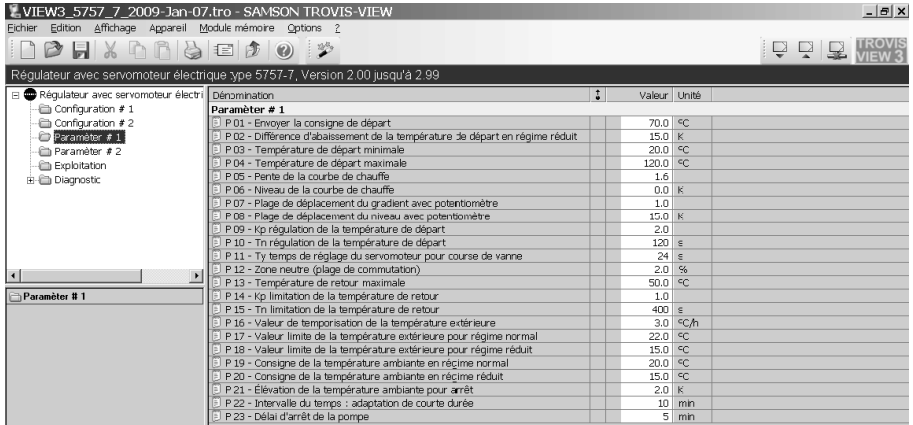 VIEW3_5757_7_2009-Jan-07.tro - SAMSON TROVIS-VIEW
Eichier Edition Affichage Appareil Module mémoire Options ?
TROVIS VIEW 3
Régulateur avec servomoteur électrique type 5757-7, Version 2.00 jusqu'à 2.99
Régulateur avec servomoteur électri
Configuration # 1
Configuration # 2
Paramèter # 1
Paramèter # 2
Exploitation
Diagnostic
Paramèter # 1
Dénomination Valeur Unité
Paramèter # 1
P 01 - Envoyer la consigne de départ 70.0 °C
P 02 - Différence d'abaissement de la température de départ en régime réduit 15.0 K
P 03 - Température de départ minimale 20.0 °C
P 04 - Température de départ maximale 120.0 °C
P 05 - Pente de la courbe de chauffe 1.6
P 06 - Niveau de la courbe de chauffe 0.0 K
P 07 - Plage de déplacement du gradient avec potentiomètre 1.0
P 08 - Plage de déplacement du niveau avec potentiomètre 15.0 K
P 09 - Kp régulation de la température de départ 2.0
P 10 - Tn régulation de la température de départ 120 s
P 11 - Ty temps de réglage du servomoteur pour course de vanne 24 s
P 12 - Zone neutre (plage de commutation) 2.0 %
P 13 - Température de retour maximale 50.0 °C
P 14 - Kp limitation de la température de retour 1.0
P 15 - Tn limitation de la température de retour 400 s
P 16 - Valeur de temporisation de la température extérieure 3.0 °C/h
P 17 - Valeur limite de la température extérieure pour régime normal 22.0 °C
P 18 - Valeur limite de la température extérieure pour régime réduit 15.0 °C
P 19 - Consigne de la température ambiante en régime normal 20.0 °C
P 20 - Consigne de la température ambiante en régime réduit 15.0 °C
P 21 - Élévation de la température ambiante pour arrêt 2.0 K
P 22 - Intervalle du temps : adaptation de courte durée 10 min
P 23 - Délai d'arrêt de la pompe 5 min